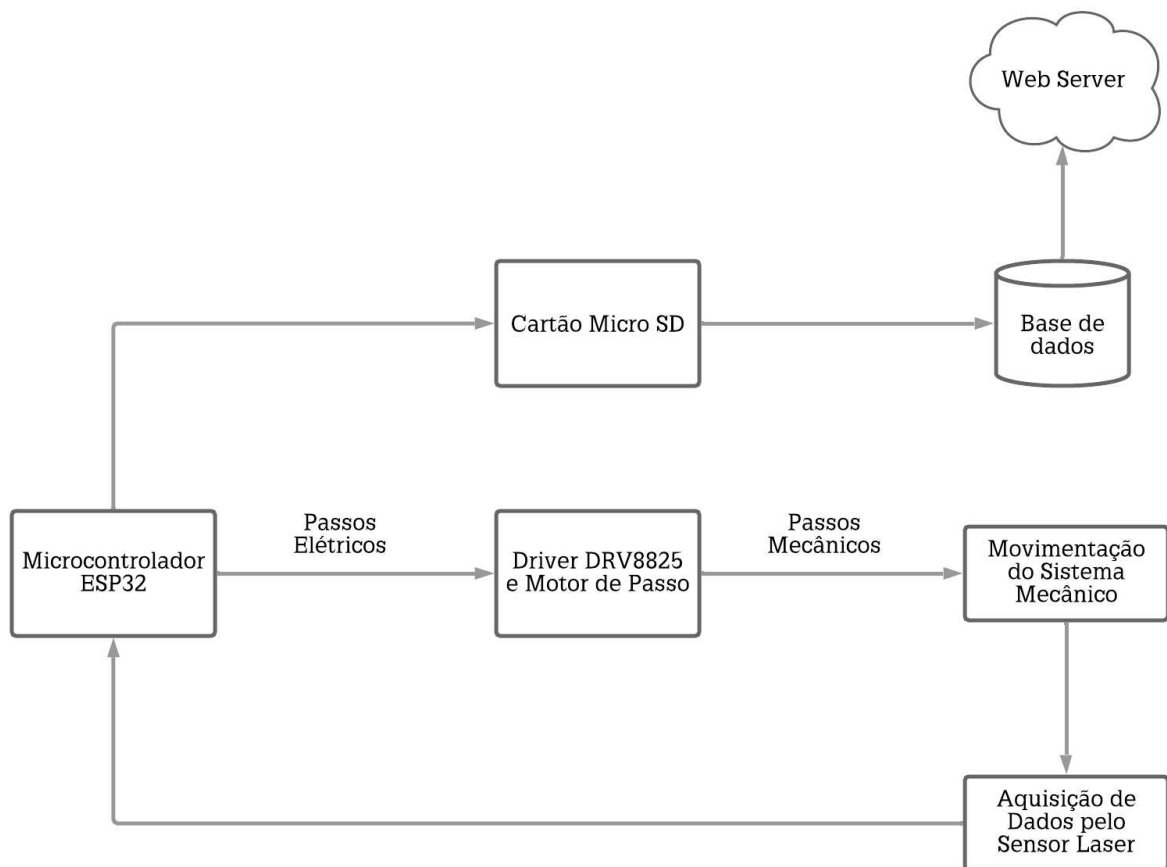 Web Server
Cartão Micro SD
Base de
dados
Microcontrolador
ESP32
Passos
Elétricos
Driver DRV8825
e Motor de Passo
Passos
Mecânicos
Movimentação
do Sistema
Mecânico
Aquisição de
Dados pelo
Sensor Laser